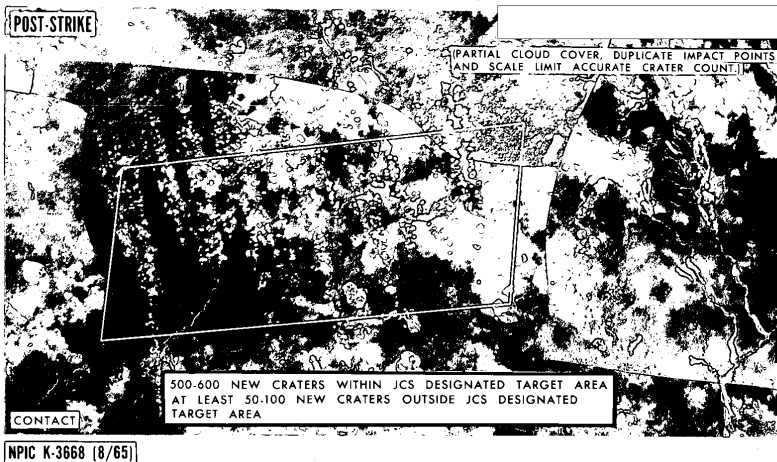 POST-STRIKE
(PARTIAL CLOUD COVER, DUPLICATE IMPACT POINTS
AND SCALE LIMIT ACCURATE CRATER COUNT.)
500-600 NEW CRATERS WITHIN JCS DESIGNATED TARGET AREA
AT LEAST 50-100 NEW CRATERS OUTSIDE JCS DESIGNATED
TARGET AREA
CONTACT
NPIC K-3668 (8/65)